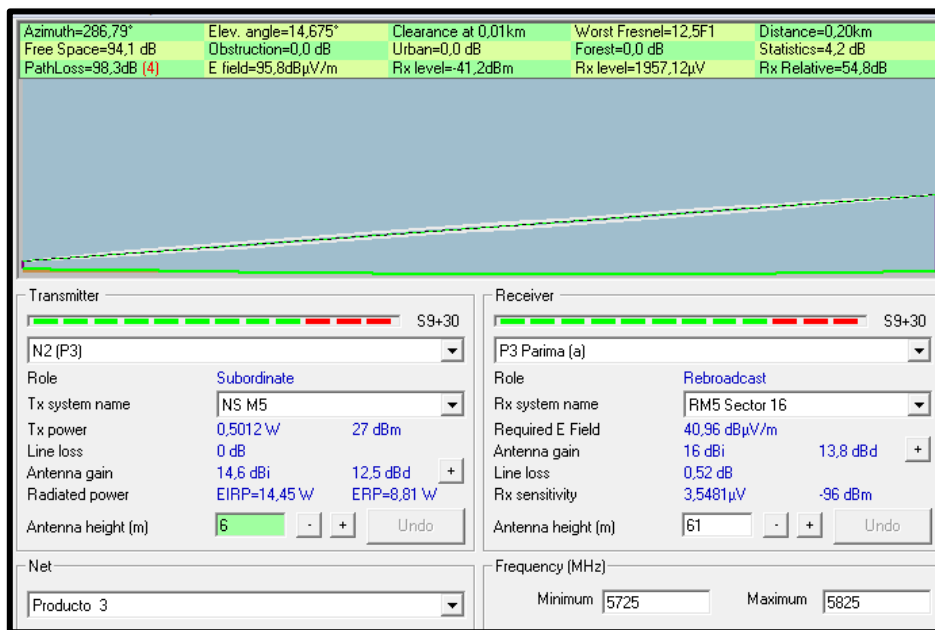 Azimuth=286,79° Elev. angle=14,675° Clearance at 0,01km Worst Fresnel=12,5F1 Distance=0,20km
Free Space=94,1 dB Obstruction=0,0 dB Urban=0,0 dB Forest=0,0 dB Statistics=4,2 dB
PathLoss=98,3dB (4) E field=95,8dBµV/m Rx level=-41,2dBm Rx level=1957,12µV Rx Relative=54,8dB
Transmitter
S9+30
N2 (P3)
Role Subordinate
Tx system name NS M5
Tx power 0,5012 W 27 dBm
Line loss 0 dB
Antenna gain 14,6 dBi 12,5 dBd +
Radiated power EIRP=14,45 W ERP=8,81 W
Antenna height (m) 6 - + Undo
Receiver
S9+30
P3 Parima (a)
Role Rebroadcast
Rx system name RM5 Sector 16
Required E Field 40,96 dBµV/m
Antenna gain 16 dBi 13,8 dBd +
Line loss 0,52 dB
Rx sensitivity 3,5481µV -96 dBm
Antenna height (m) 61 - + Undo
Net
Producto 3
Frequency (MHz)
Minimum 5725 Maximum 5825